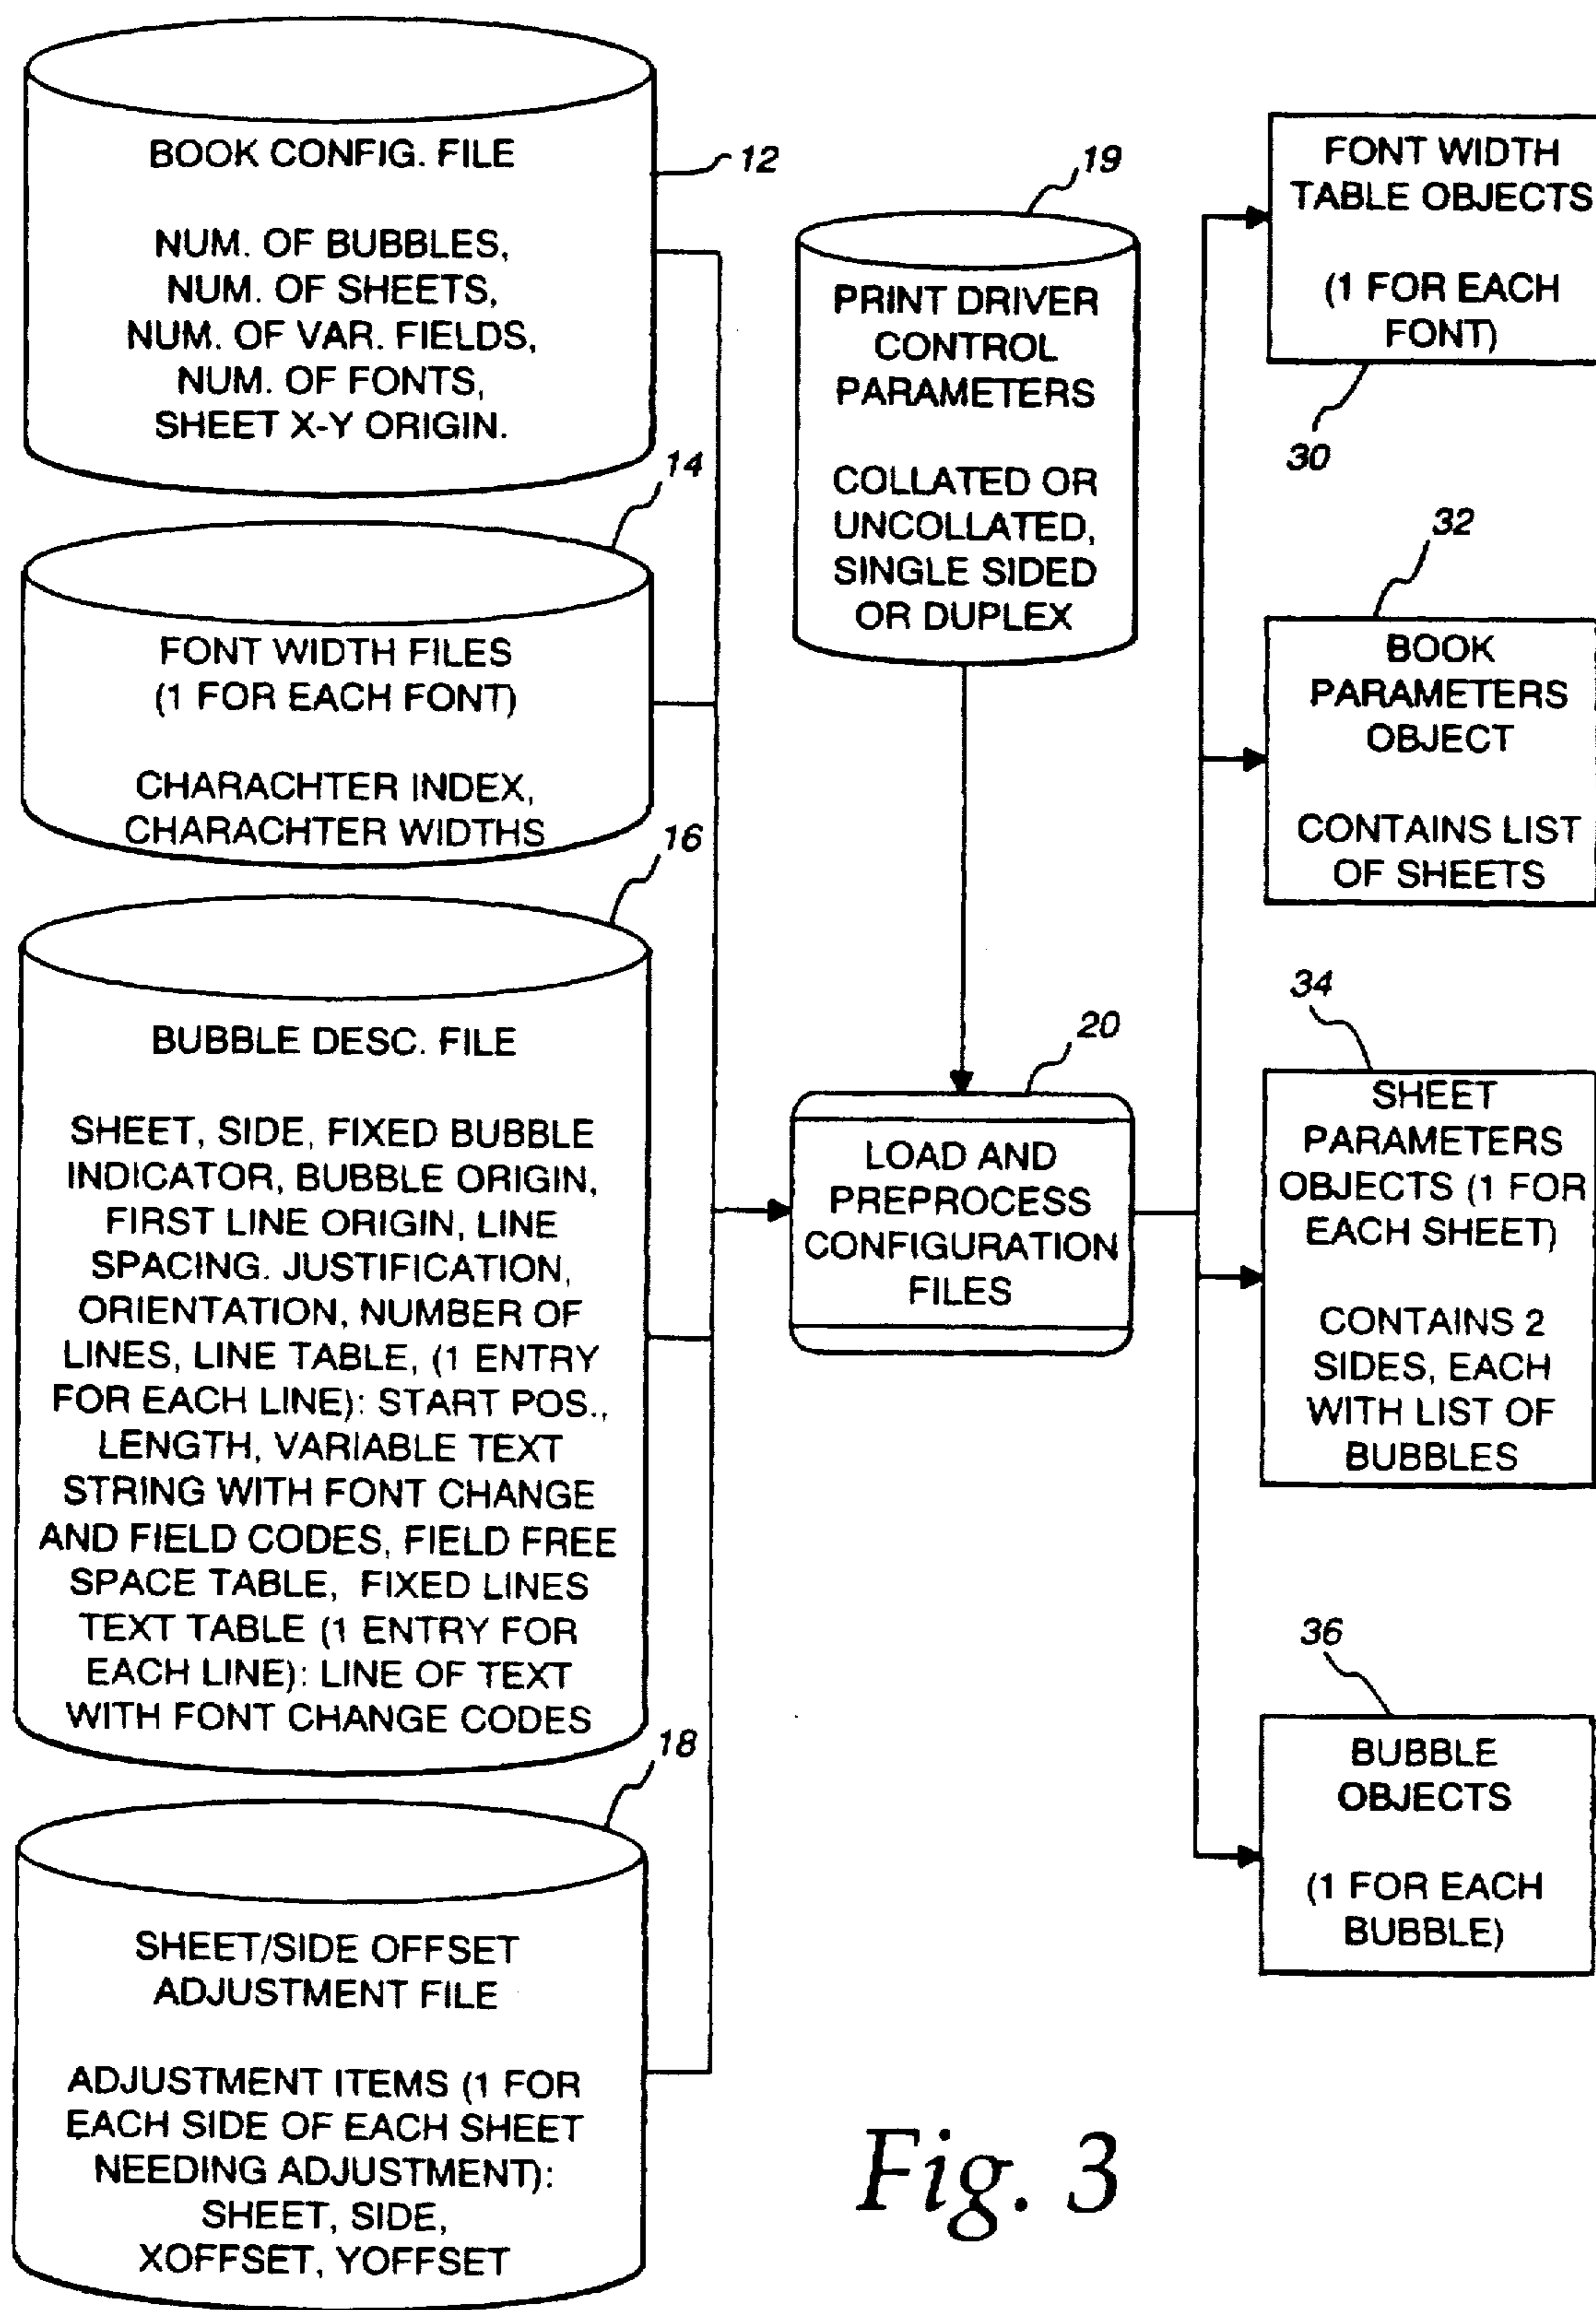 BOOK CONFIG. FILE
NUM. OF BUBBLES,
NUM. OF SHEETS,
NUM. OF VAR. FIELDS,
NUM. OF FONTS,
SHEET X-Y ORIGIN.
12
14
FONT WIDTH FILES
(1 FOR EACH FONT)
CHARACHTER INDEX,
CHARACHTER WIDTHS
16
BUBBLE DESC. FILE
SHEET, SIDE, FIXED BUBBLE
INDICATOR, BUBBLE ORIGIN,
FIRST LINE ORIGIN, LINE
SPACING. JUSTIFICATION,
ORIENTATION, NUMBER OF
LINES, LINE TABLE, (1 ENTRY
FOR EACH LINE): START POS.,
LENGTH, VARIABLE TEXT
STRING WITH FONT CHANGE
AND FIELD CODES, FIELD FREE
SPACE TABLE, FIXED LINES
TEXT TABLE (1 ENTRY FOR
EACH LINE): LINE OF TEXT
WITH FONT CHANGE CODES
18
SHEET/SIDE OFFSET
ADJUSTMENT FILE
ADJUSTMENT ITEMS (1 FOR
EACH SIDE OF EACH SHEET
NEEDING ADJUSTMENT):
SHEET, SIDE,
XOFFSET, YOFFSET
19
PRINT DRIVER
CONTROL
PARAMETERS
COLLATED OR
UNCOLLATED,
SINGLE SIDED
OR DUPLEX
20
LOAD AND
PREPROCESS
CONFIGURATION
FILES
FONT WIDTH
TABLE OBJECTS
(1 FOR EACH
FONT)
30
32
BOOK
PARAMETERS
OBJECT
CONTAINS LIST
OF SHEETS
34
SHEET
PARAMETERS
OBJECTS (1 FOR
EACH SHEET)
CONTAINS 2
SIDES, EACH
WITH LIST OF
BUBBLES
36
BUBBLE
OBJECTS
(1 FOR EACH
BUBBLE)
Fig. 3